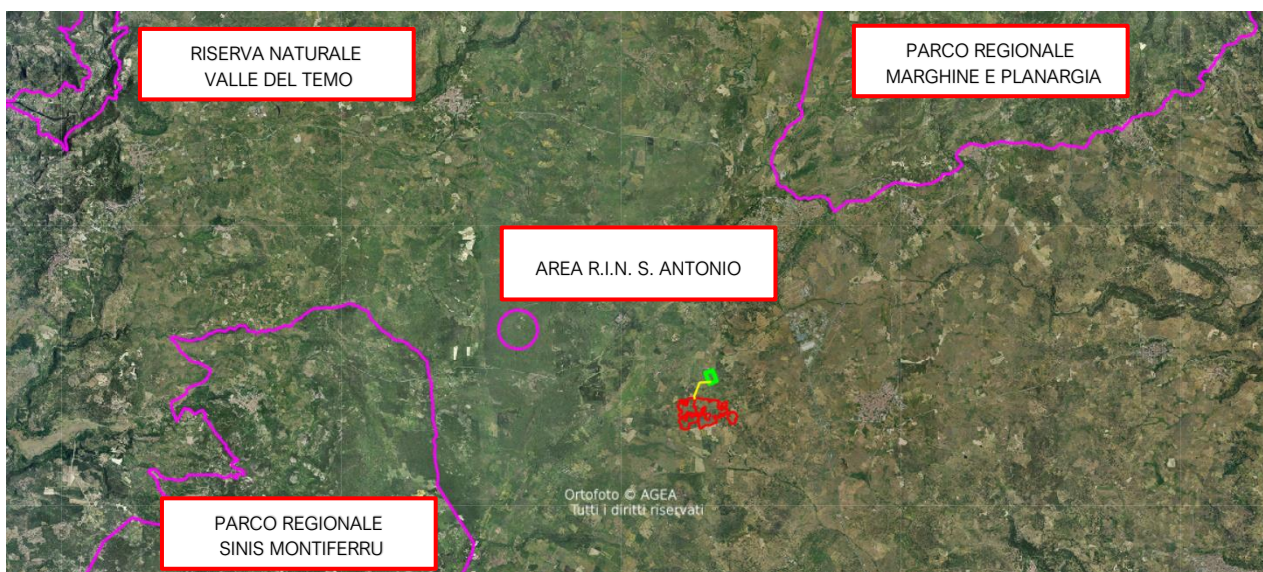 RISERVA NATURALE
VALLE DEL TEMO
PARCO REGIONALE
MARGHINE E PLANARGIA
AREA R.I.N. S. ANTONIO
Ortofoto © AGEA
Tutti i diritti riservati
PARCO REGIONALE
SINIS MONTIFERRU